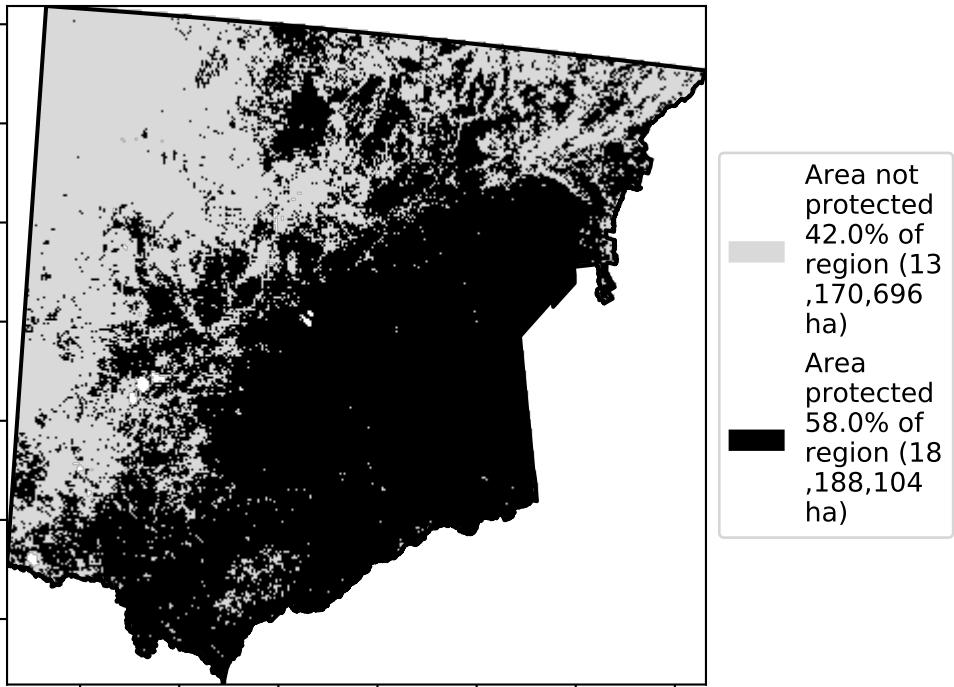 Area not
protected
42.0% of
region (13
,170,696
ha)
Area
protected
58.0% of
region (18
,188,104
ha)